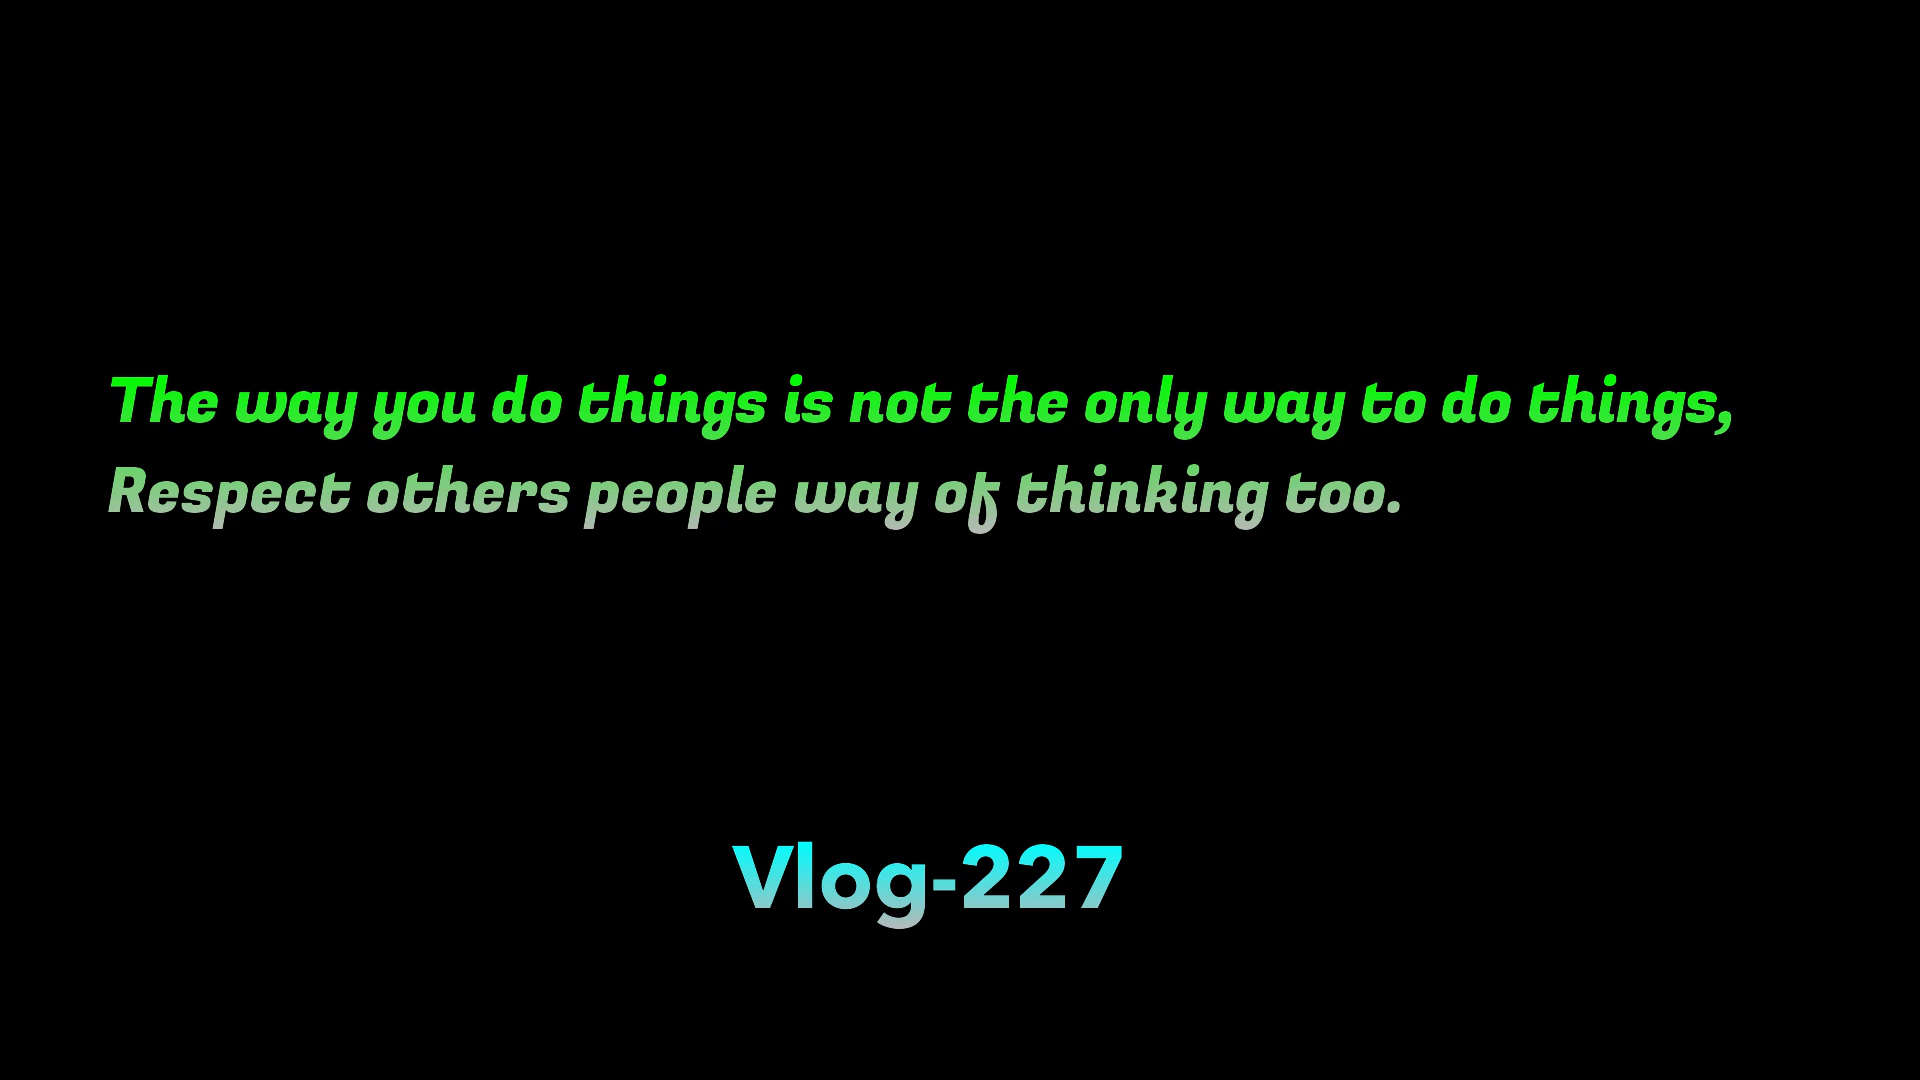 The way you do things is not the only way to do things,
Respect others people way of thinking too.
Vlog-227